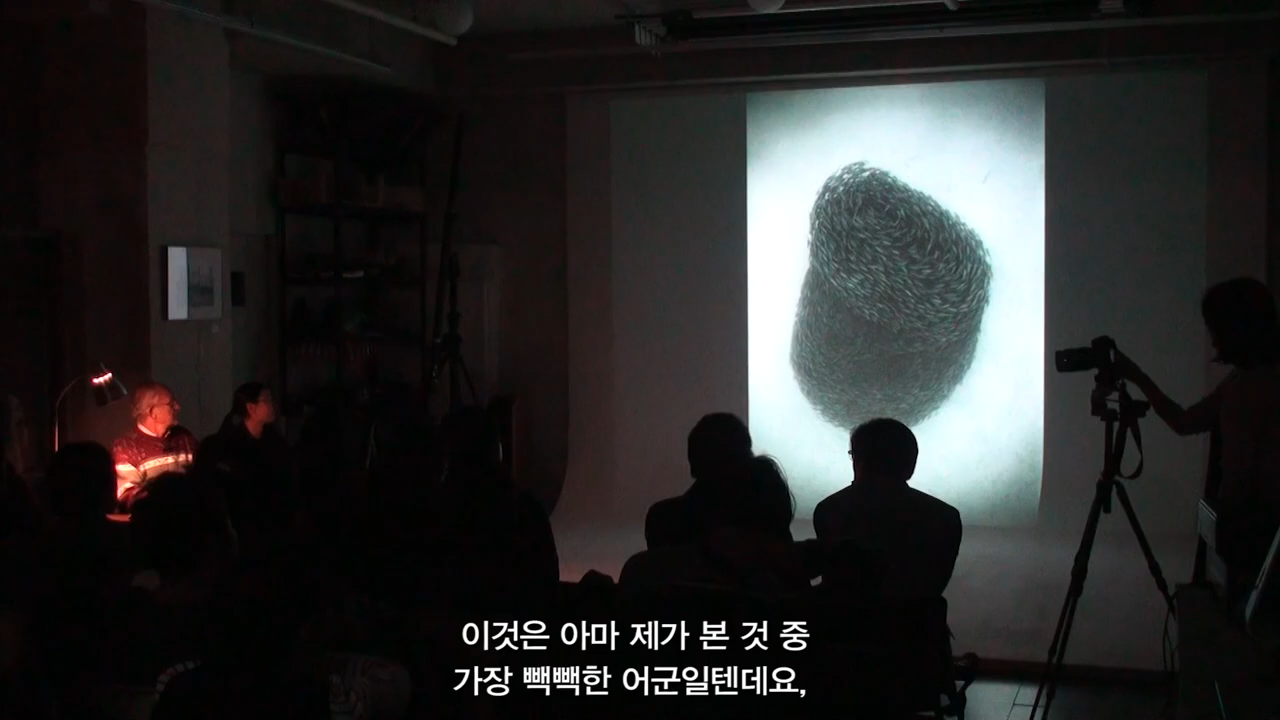 이것은 아마 제가 본 것 중
가장 빽빽한 어군일텐데요,